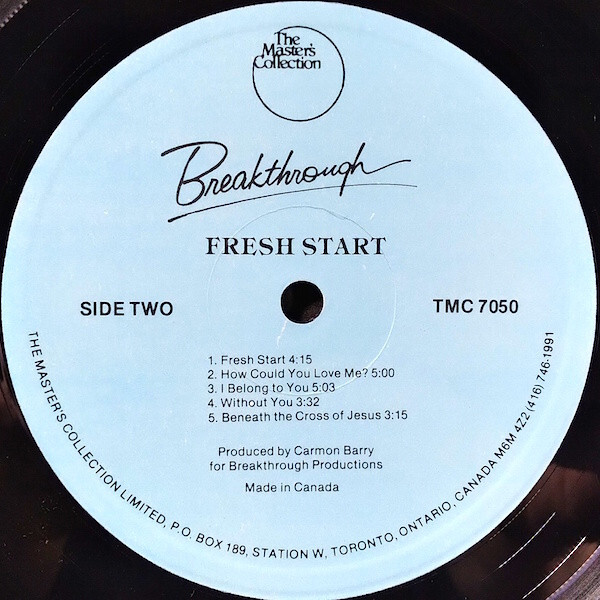 The
Master's
Collection
Breakthrough
FRESH START
SIDE TWO
TMC 7050
1. Fresh Start 4:15
2. How Could You Love Me? 5:00
3. I Belong to You 5:03
4. Without You 3:32
5. Beneath the Cross of Jesus 3:15
Produced by Carmon Barry
for Breakthrough Productions
Made in Canada
THE MASTER'S COLLECTION LIMITED, P.O. BOX 189, STATION W, TORONTO, ONTARIO, CANADA M6M 4Z2 (416) 746-1991